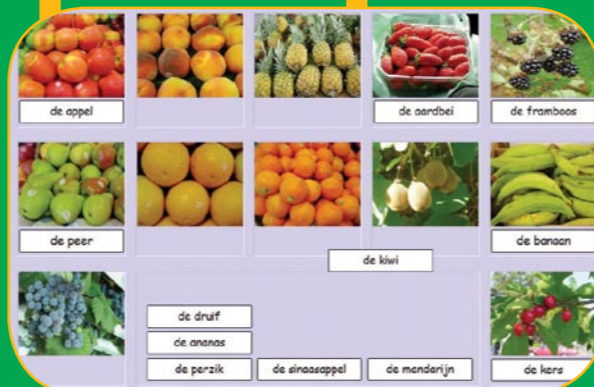 de appel
de aardbei
de framboos
de peer
de banaan
de kiwi
de druif
de ananas
de perzik
de sinaasappel
de mandarijn
de kers